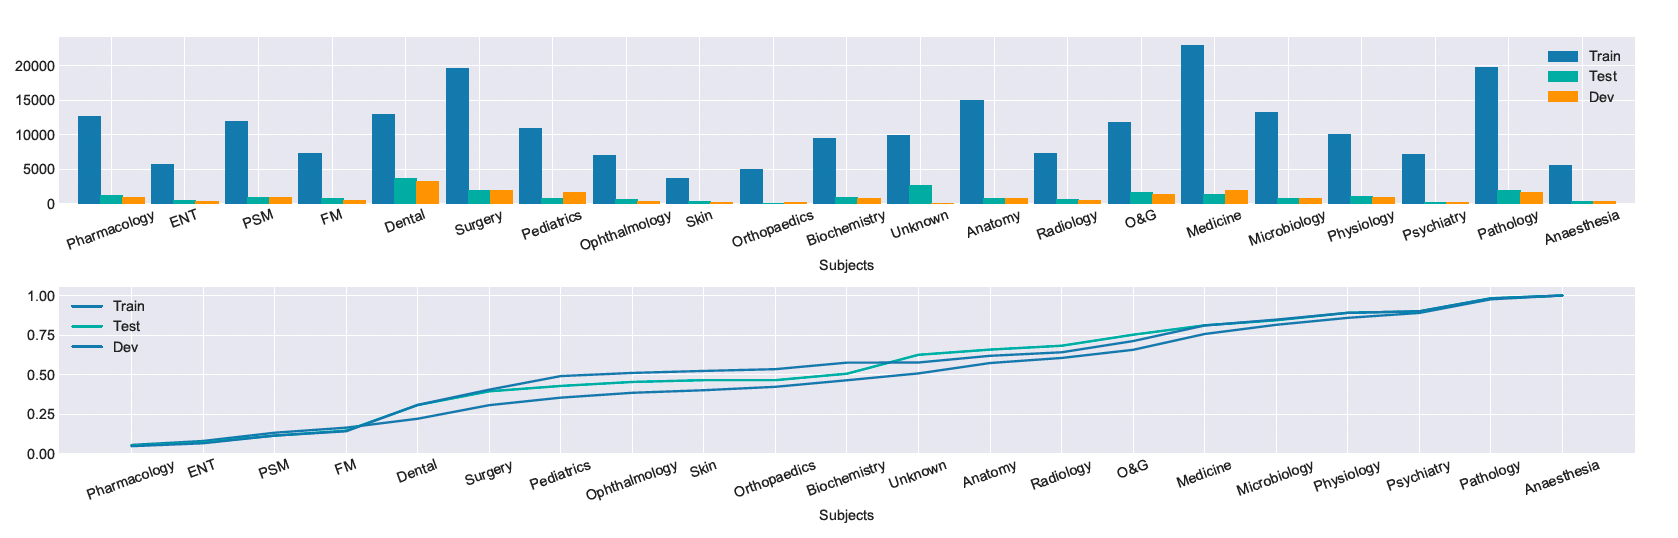 20000
15000
10000
5000
0
Train
Test
Dev
Pharmacology ENT PSM FM Dental Surgery Pediatrics Ophthalmology Skin Orthopaedics Biochemistry Unknown Anatomy Radiology O&G Medicine Microbiology Physiology Psychiatry Pathology Anaesthesia
Subjects
1.00
0.75
0.50
0.25
0.00
Train
Test
Dev
Pharmacology ENT PSM FM Dental Surgery Pediatrics Ophthalmology Skin Orthopaedics Biochemistry Unknown Anatomy Radiology O&G Medicine Microbiology Physiology Psychiatry Pathology Anaesthesia
Subjects